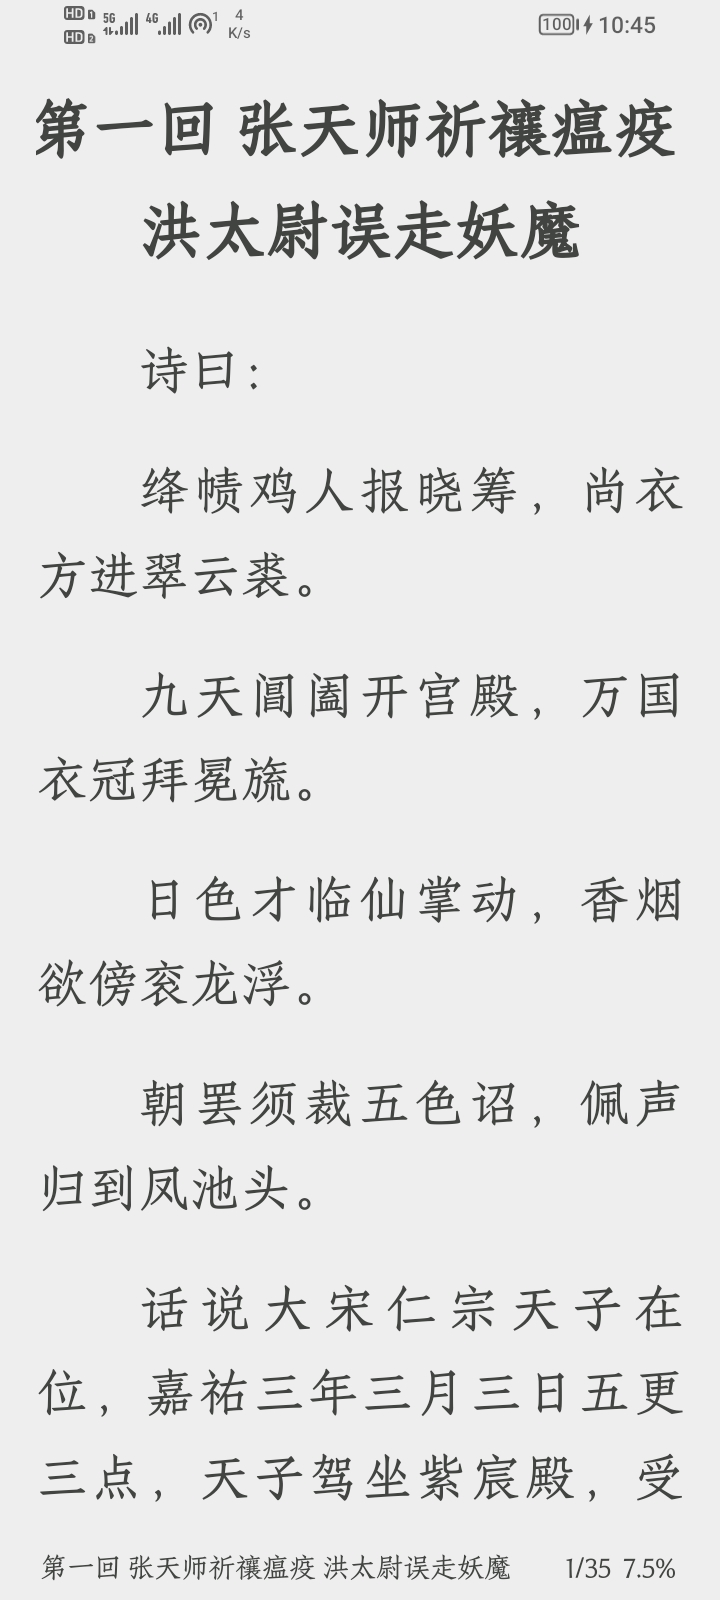 HD 1 5G 4G 1 4 100 10:45
HD 2 K/s
第一回 张天师祈禳瘟疫
洪太尉误走妖魔
诗曰：
绛帻鸡人报晓筹，尚衣
方进翠云裘。
九天阊阖开宫殿，万国
衣冠拜冕旒。
日色才临仙掌动，香烟
欲傍衮龙浮。
朝罢须裁五色诏，佩声
归到凤池头。
话说大宋仁宗天子在
位，嘉祐三年三月三日五更
三点，天子驾坐紫宸殿，受
第一回 张天师祈禳瘟疫 洪太尉误走妖魔 1/35 7.5%